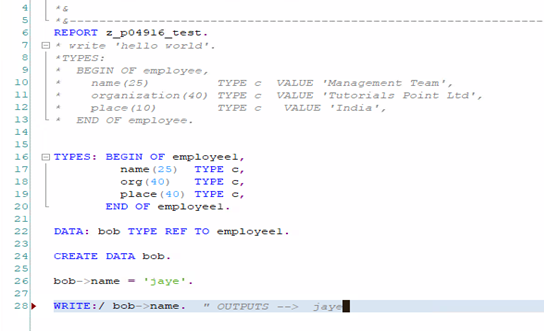 4 *&
5 *&---------------------------------------------------------------------
6 REPORT z_p04916_test.
7 * write 'hello world'.
8 *TYPES:
9 *  BEGIN OF employee,
10 *    name(25)         TYPE c  VALUE 'Management Team',
11 *    organization(40) TYPE c  VALUE 'Tutorials Point Ltd',
12 *    place(10)        TYPE c   VALUE 'India',
13 *  END OF employee.
14
15
16 TYPES: BEGIN OF employee1,
17         name(25)  TYPE c,
18         org(40)   TYPE c,
19         place(40) TYPE c,
20       END OF employee1.
21
22 DATA: bob TYPE REF TO employee1.
23
24 CREATE DATA bob.
25
26 bob->name = 'jaye'.
27
28 WRITE:/ bob->name.  " OUTPUTS -->  jaye